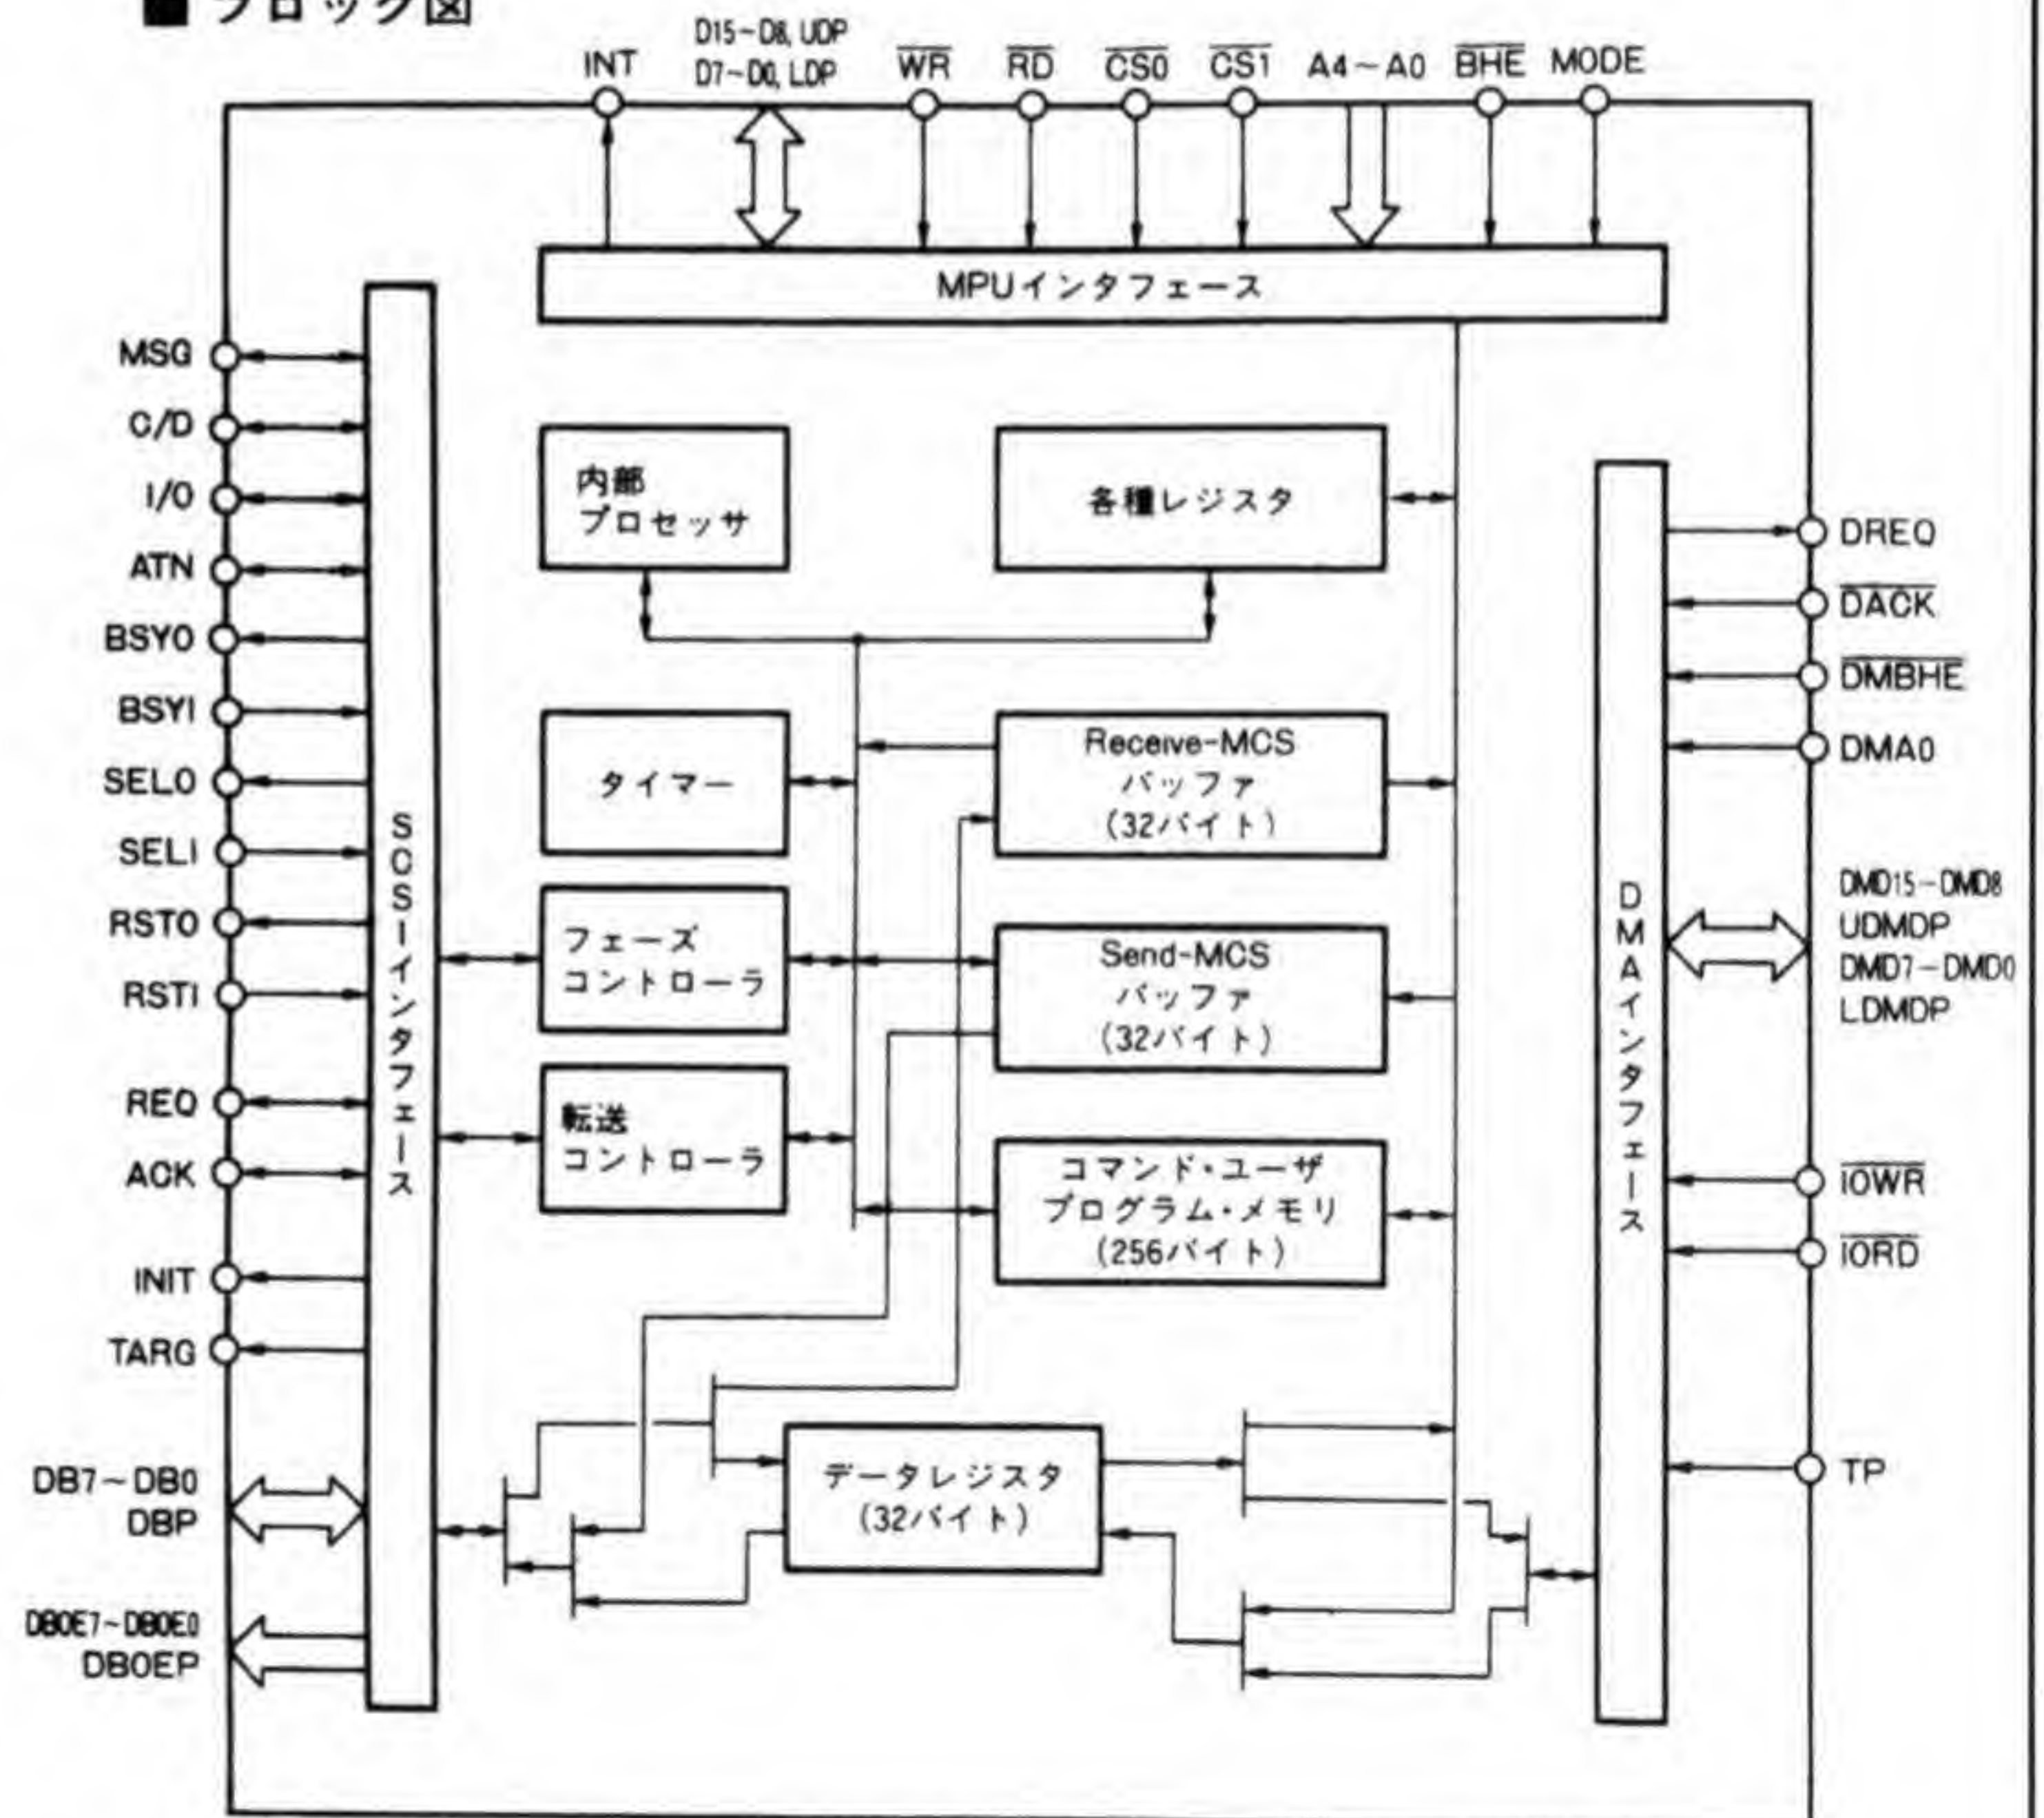 ■ ブロック図
INT
D15~D8, UDP
D7~D0, LDP
WR
RD
CS0
CS1
A4~A0
BHE
MODE
MPUインタフェース
MSG
C/D
I/O
ATN
BSYO
BSYI
SELO
SELI
RSTO
RSTI
REQ
ACK
INIT
TARG
DB7~DB0
DBP
DBOE7~DBOE0
DBOEP
SCSIインタフェース
内部
プロセッサ
各種レジスタ
タイマー
Receive-MCS
バッファ
(32バイト)
フェーズ
コントローラ
Send-MCS
バッファ
(32バイト)
転送
コントローラ
コマンド・ユーザ
プログラム・メモリ
(256バイト)
データレジスタ
(32バイト)
DMAインタフェース
DREQ
DACK
DMBHE
DMA0
DMD15~DMD8
UDMDP
DMD7~DMD0
LDMDP
IOWR
IORD
TP